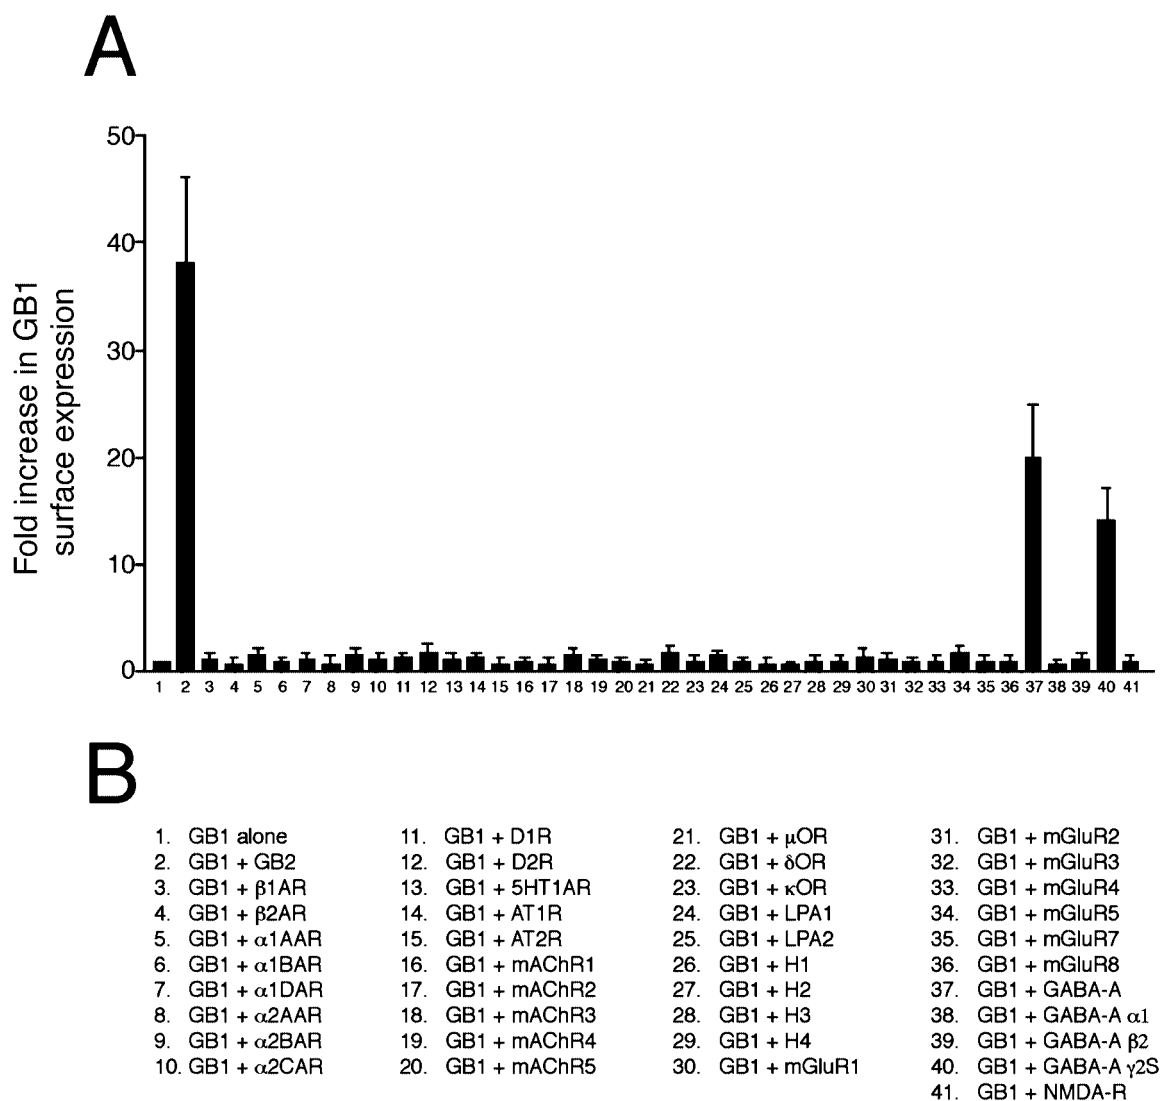 A
50
40
30
20
10
0
Fold increase in GB1
surface expression
1 2 3 4 5 6 7 8 9 10 11 12 13 14 15 16 17 18 19 20 21 22 23 24 25 26 27 28 29 30 31 32 33 34 35 36 37 38 39 40 41
B
1. GB1 alone
2. GB1 + GB2
3. GB1 + β1AR
4. GB1 + β2AR
5. GB1 + α1AAR
6. GB1 + α1BAR
7. GB1 + α1DAR
8. GB1 + α2AAR
9. GB1 + α2BAR
10. GB1 + α2CAR
11. GB1 + D1R
12. GB1 + D2R
13. GB1 + 5HT1AR
14. GB1 + AT1R
15. GB1 + AT2R
16. GB1 + mAChR1
17. GB1 + mAChR2
18. GB1 + mAChR3
19. GB1 + mAChR4
20. GB1 + mAChR5
21. GB1 + μOR
22. GB1 + δOR
23. GB1 + κOR
24. GB1 + LPA1
25. GB1 + LPA2
26. GB1 + H1
27. GB1 + H2
28. GB1 + H3
29. GB1 + H4
30. GB1 + mGluR1
31. GB1 + mGluR2
32. GB1 + mGluR3
33. GB1 + mGluR4
34. GB1 + mGluR5
35. GB1 + mGluR7
36. GB1 + mGluR8
37. GB1 + GABA-A
38. GB1 + GABA-A α1
39. GB1 + GABA-A β2
40. GB1 + GABA-A γ2S
41. GB1 + NMDA-R